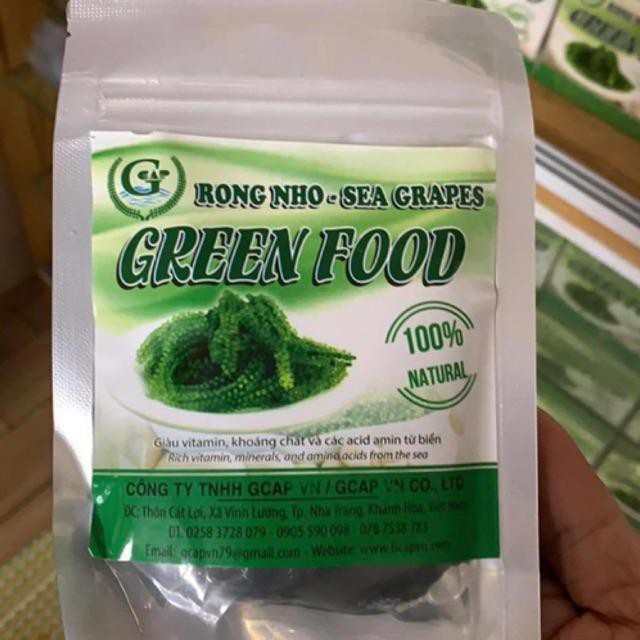 GCAP
RONG NHO - SEA GRAPES
GREEN FOOD
100%
NATURAL
Giàu vitamin, khoáng chất và các acid amin từ biển
Rich vitamin, minerals, and amino acids from the sea
CÔNG TY TNHH GCAP VN / GCAP VN CO., LTD
ĐC: Thôn Cát Lợi, Xã Vĩnh Lương, Tp. Nha Trang, Khánh Hòa, Việt Nam
ĐT. 0258 3728 079 - 0905 590 098 - 078 7538 783
Email: gcapvn79@gmail.com - Website: www.Gcapvn.com
GREEN